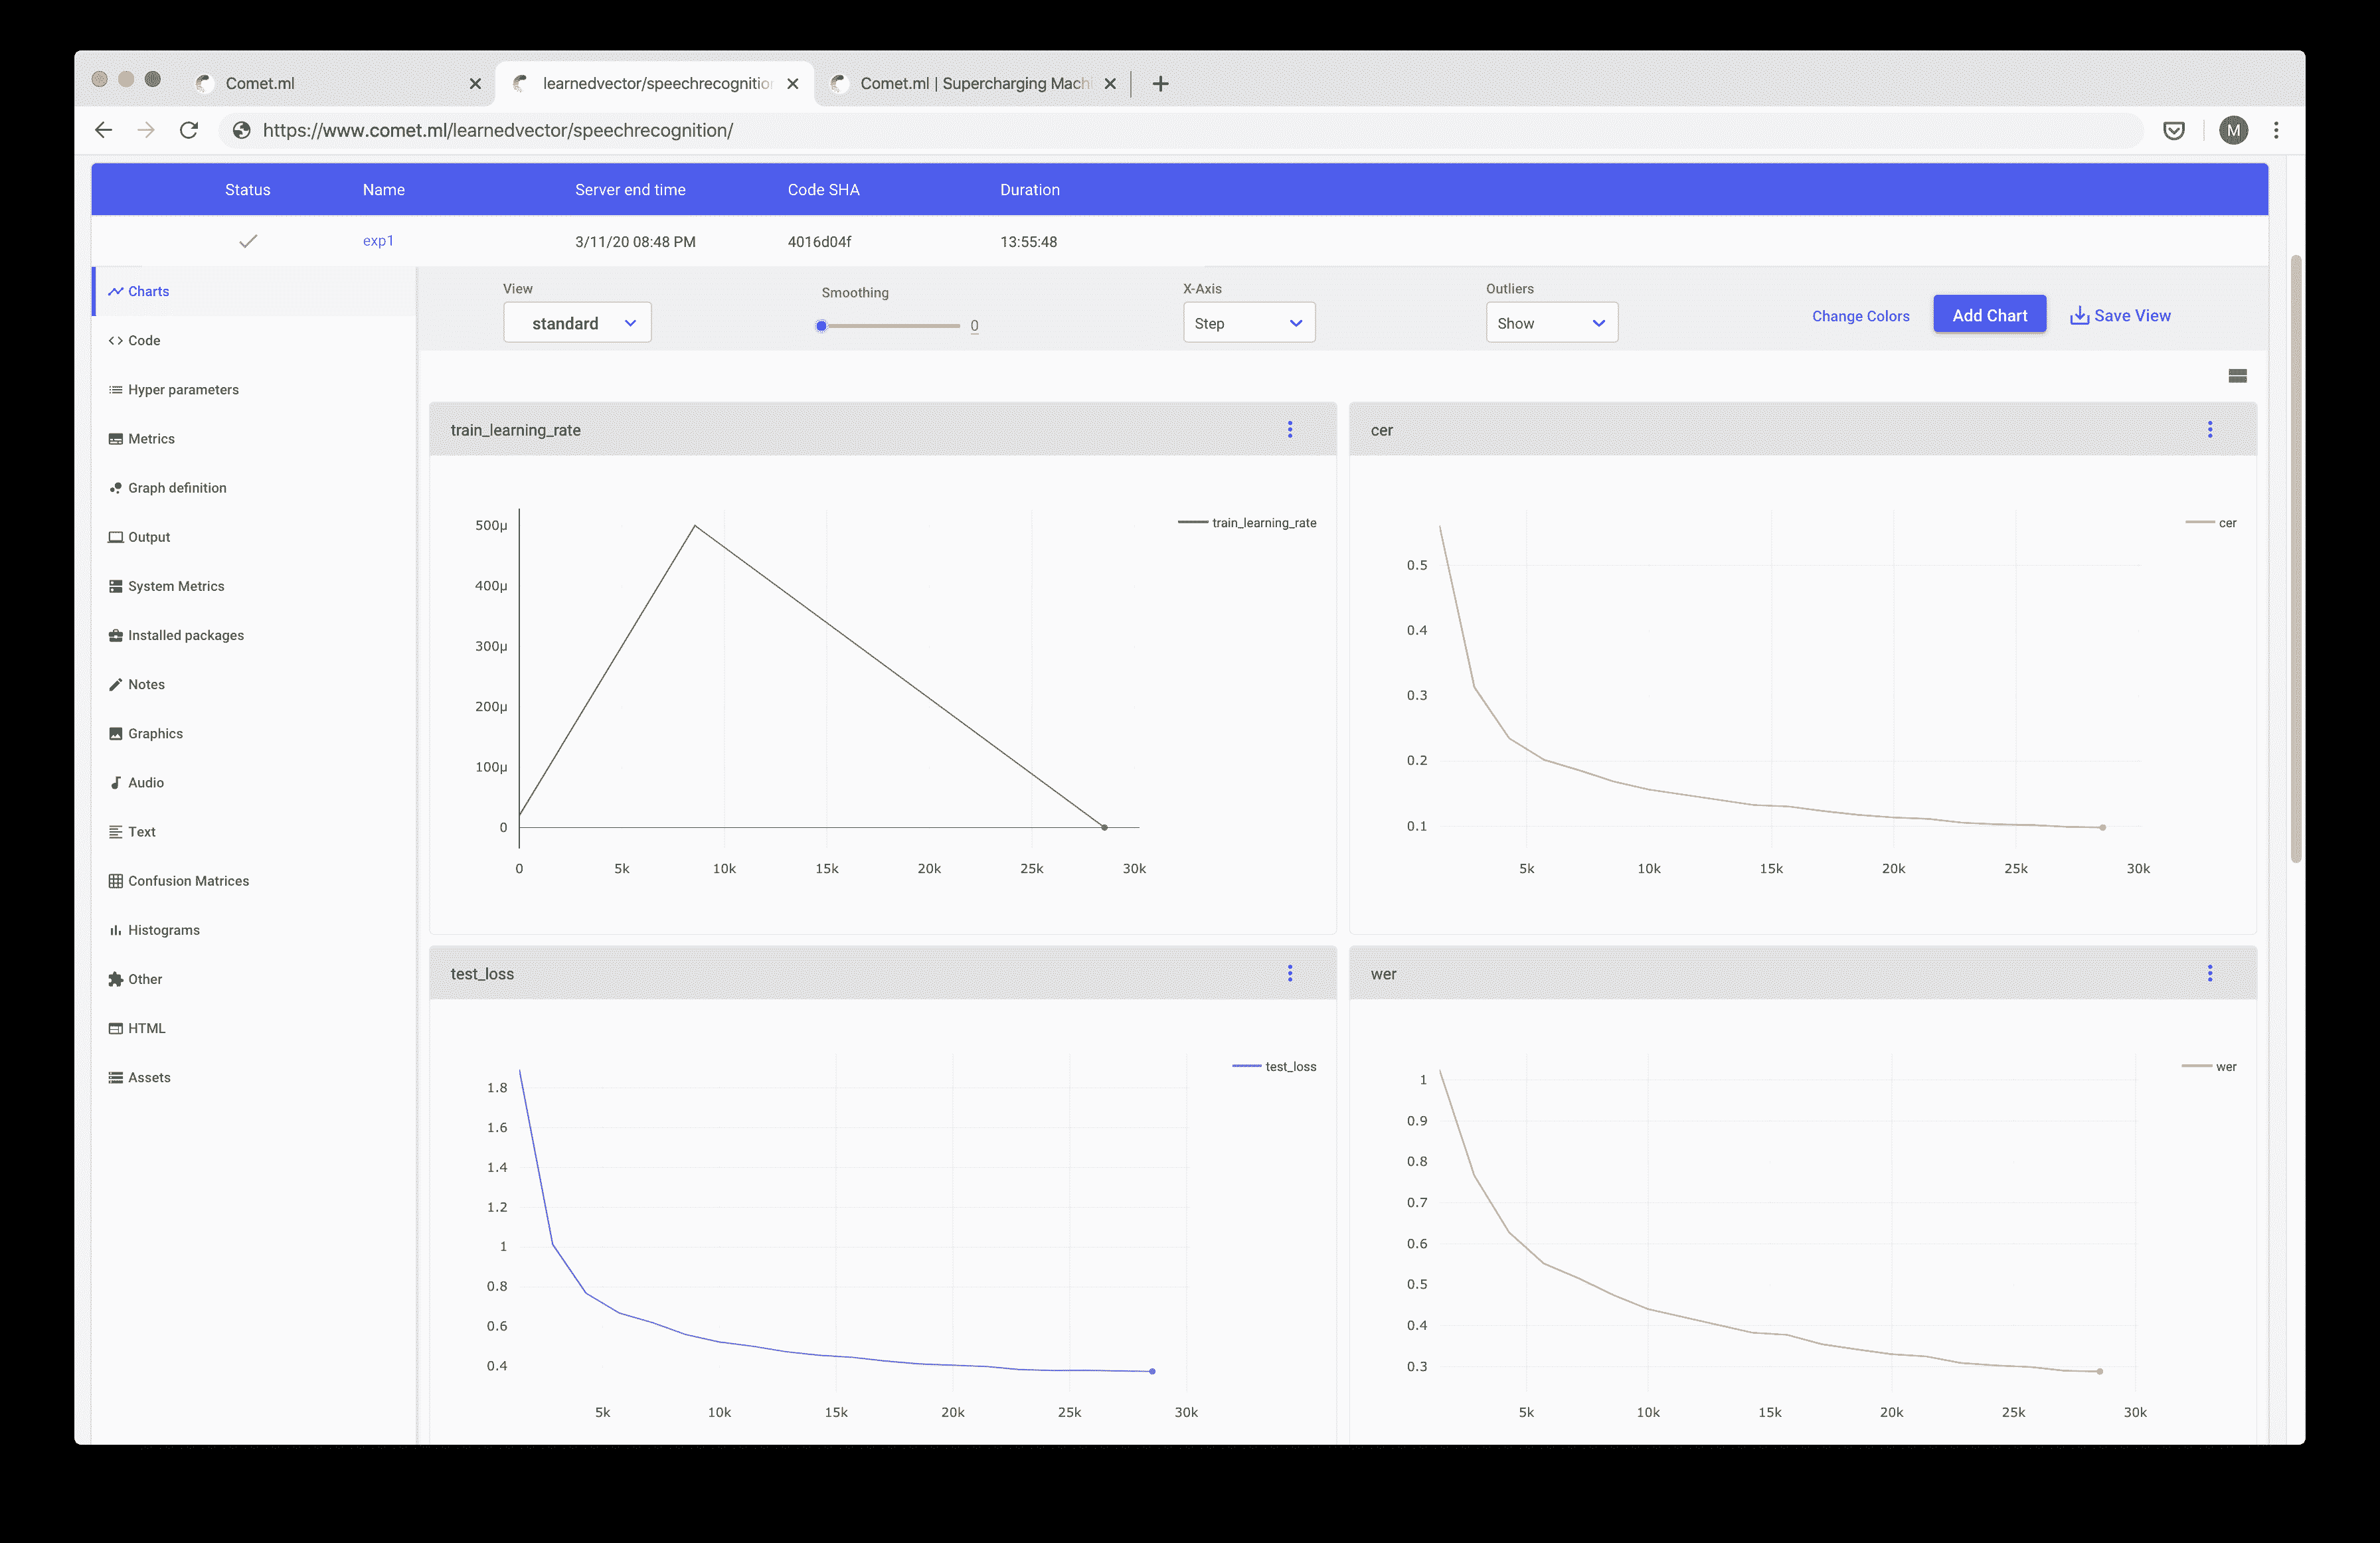 Comet.ml
learnedvector/speechrecognitio
Comet.ml | Supercharging Mach
https://www.comet.ml/learnedvector/speechrecognition/
M
Status Name Server end time Code SHA Duration
exp1 3/11/20 08:48 PM 4016d04f 13:55:48
Charts
Code
Hyper parameters
Metrics
Graph definition
Output
System Metrics
Installed packages
Notes
Graphics
Audio
Text
Confusion Matrices
Histograms
Other
HTML
Assets
View
standard
Smoothing
0
X-Axis
Step
Outliers
Show
Change Colors
Add Chart
Save View
train_learning_rate
train_learning_rate
500μ
400μ
300μ
200μ
100μ
0
0 5k 10k 15k 20k 25k 30k
cer
cer
0.5
0.4
0.3
0.2
0.1
5k 10k 15k 20k 25k 30k
test_loss
test_loss
1.8
1.6
1.4
1.2
1
0.8
0.6
0.4
5k 10k 15k 20k 25k 30k
wer
wer
1
0.9
0.8
0.7
0.6
0.5
0.4
0.3
5k 10k 15k 20k 25k 30k